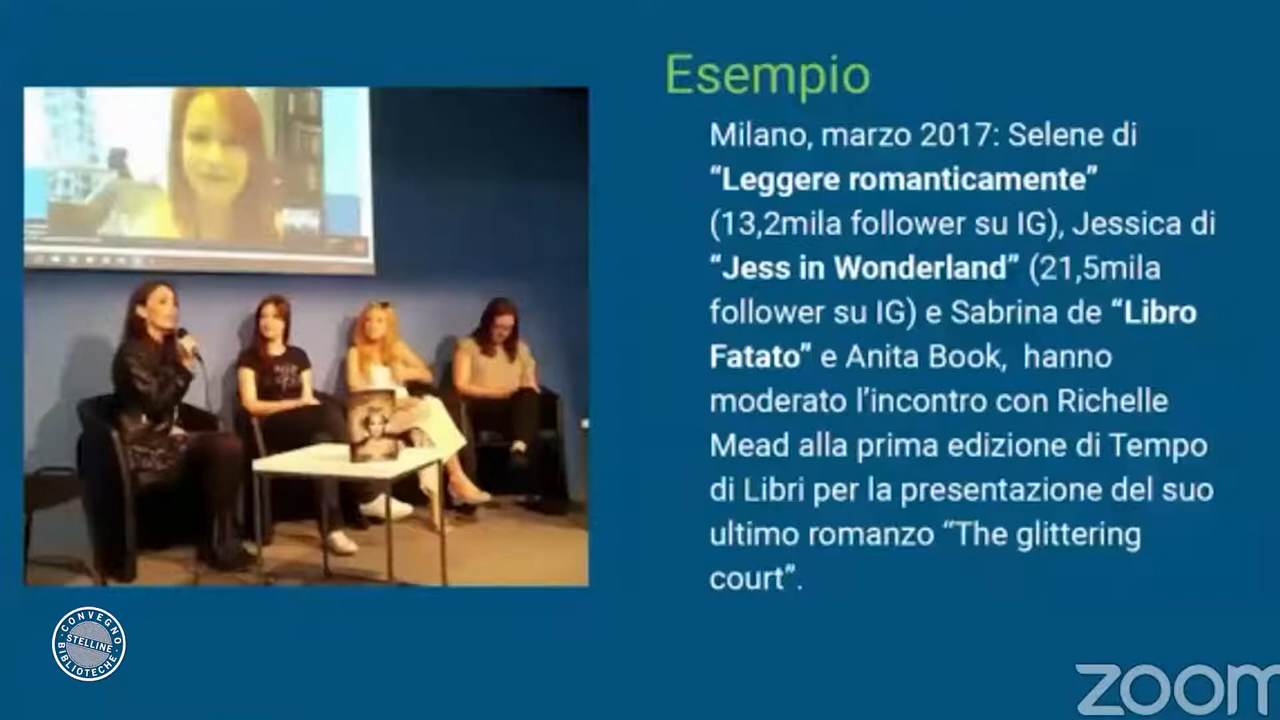 Esempio
Milano, marzo 2017: Selene di
“Leggere romanticamente”
(13,2mila follower su IG), Jessica di
“Jess in Wonderland” (21,5mila
follower su IG) e Sabrina de “Libro
Fatato” e Anita Book, hanno
moderato l’incontro con Richelle
Mead alla prima edizione di Tempo
di Libri per la presentazione del suo
ultimo romanzo “The glittering
court”.
CONVEGNO
STELLINE
BIBLIOTECHE
zoom